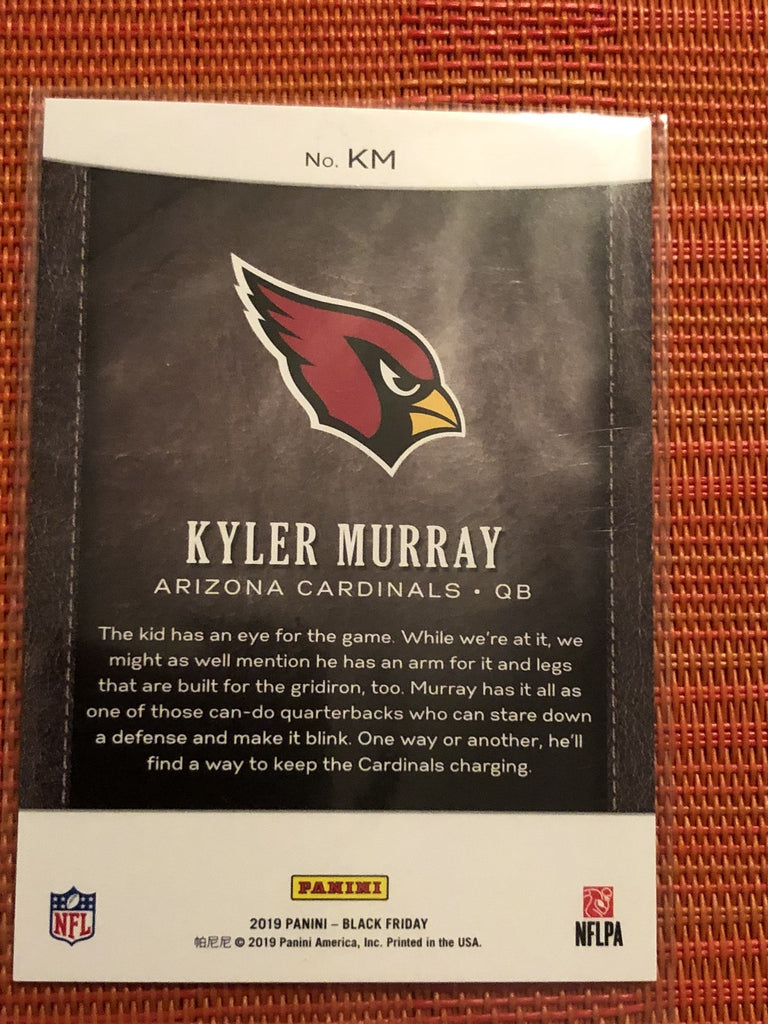 No. KM
KYLER MURRAY
ARIZONA CARDINALS • QB
The kid has an eye for the game. While we're at it, we
might as well mention he has an arm for it and legs
that are built for the gridiron, too. Murray has it all as
one of those can-do quarterbacks who can stare down
a defense and make it blink. One way or another, he'll
find a way to keep the Cardinals charging.
PANINI
NFL
2019 PANINI – BLACK FRIDAY
帕尼尼 © 2019 Panini America, Inc. Printed in the USA.
NFLPA